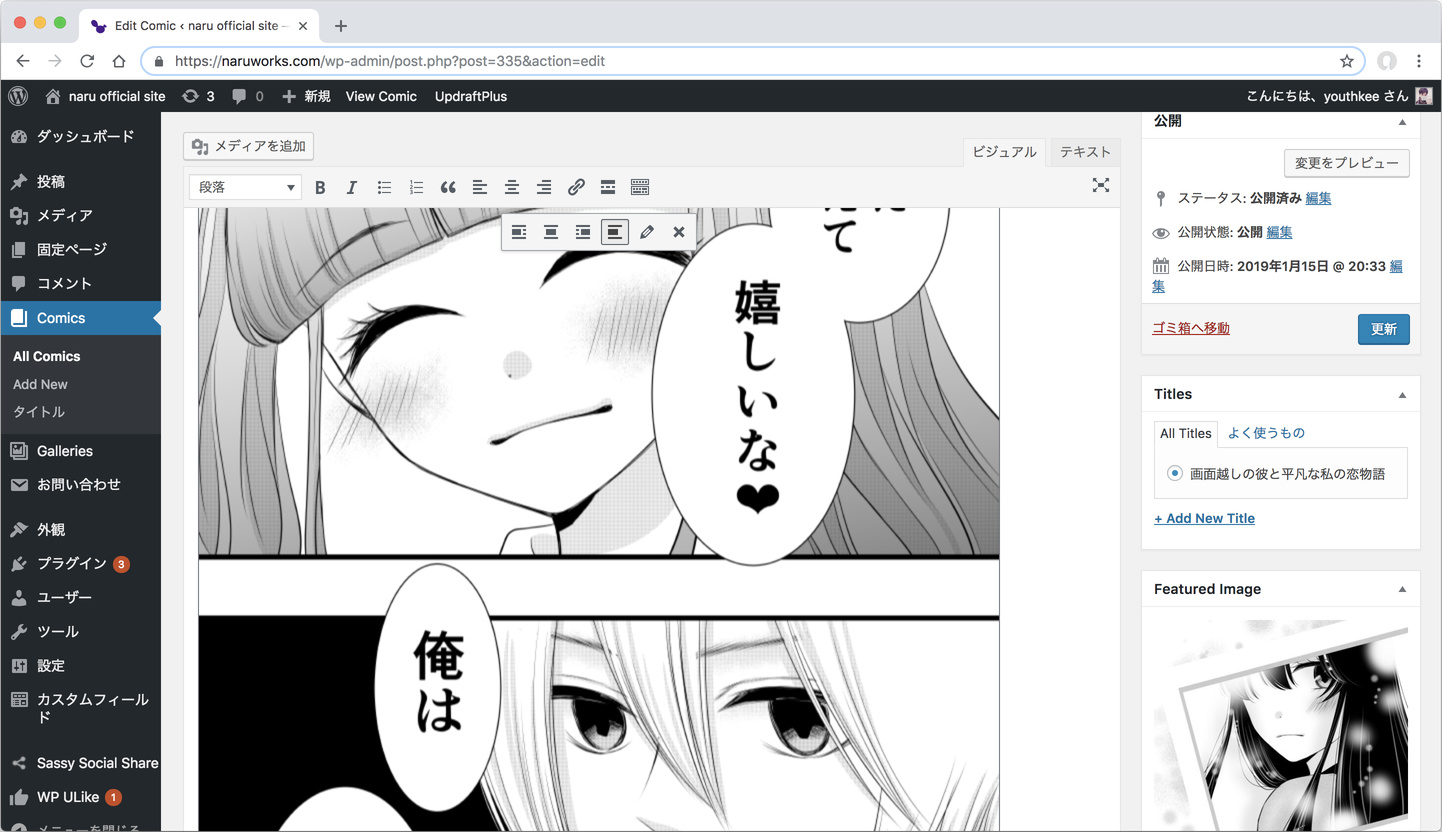 Edit Comic ‹ naru official site –
https://naruworks.com/wp-admin/post.php?post=335&action=edit
naru official site
3
0
新規
View Comic
UpdraftPlus
こんにちは、youthkee さん
ダッシュボード
投稿
メディア
固定ページ
コメント
Comics
All Comics
Add New
タイトル
Galleries
お問い合わせ
外観
プラグイン 3
ユーザー
ツール
設定
カスタムフィール
ド
Sassy Social Share
WP ULike 1
メニューを閉じる
メディアを追加
ビジュアル
テキスト
段落
て
嬉しいな❤
俺は
公開
変更をプレビュー
ステータス: 公開済み 編集
公開状態: 公開 編集
公開日時: 2019年1月15日 @ 20:33 編
集
ゴミ箱へ移動
更新
Titles
All Titles
よく使うもの
画面越しの彼と平凡な私の恋物語
+ Add New Title
Featured Image